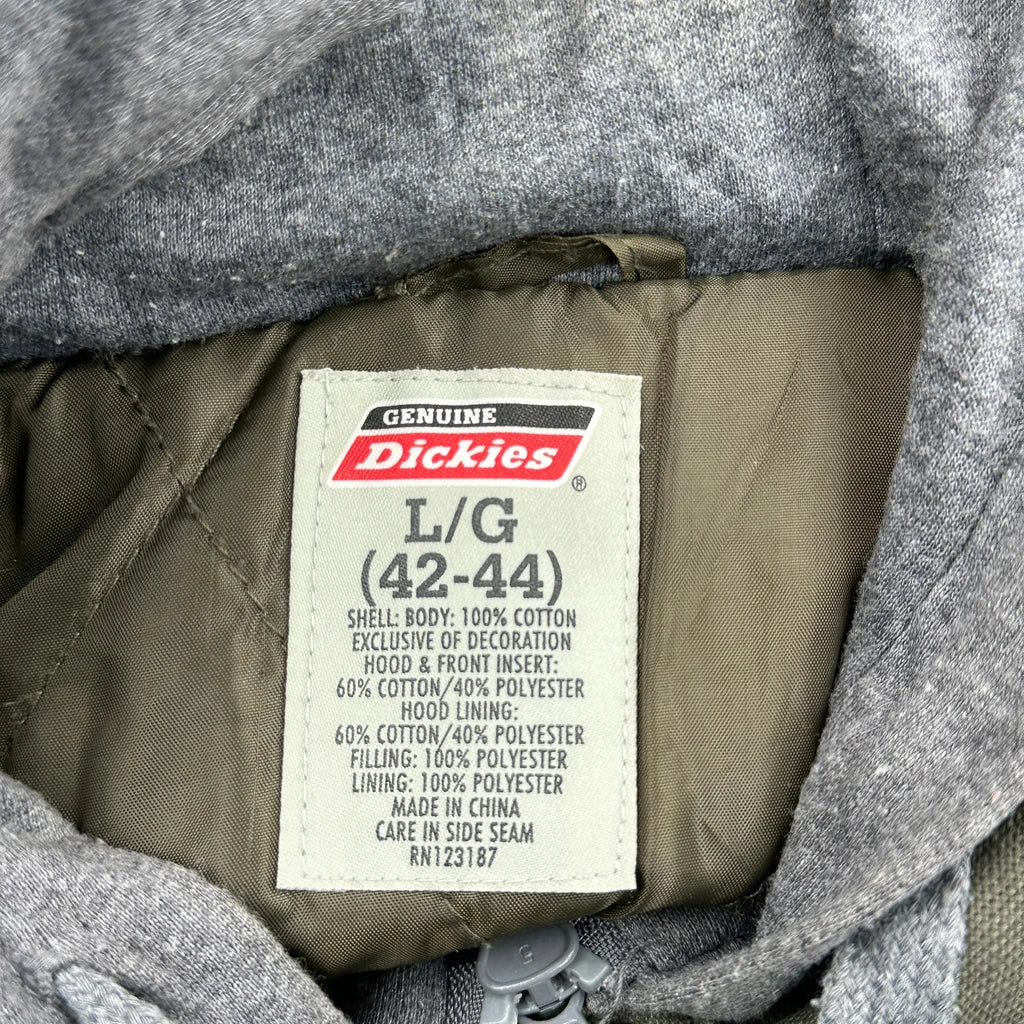 GENUINE
Dickies
®
L/G
(42-44)
SHELL: BODY: 100% COTTON
EXCLUSIVE OF DECORATION
HOOD & FRONT INSERT:
60% COTTON/40% POLYESTER
HOOD LINING:
60% COTTON/40% POLYESTER
FILLING: 100% POLYESTER
LINING: 100% POLYESTER
MADE IN CHINA
CARE IN SIDE SEAM
RN123187